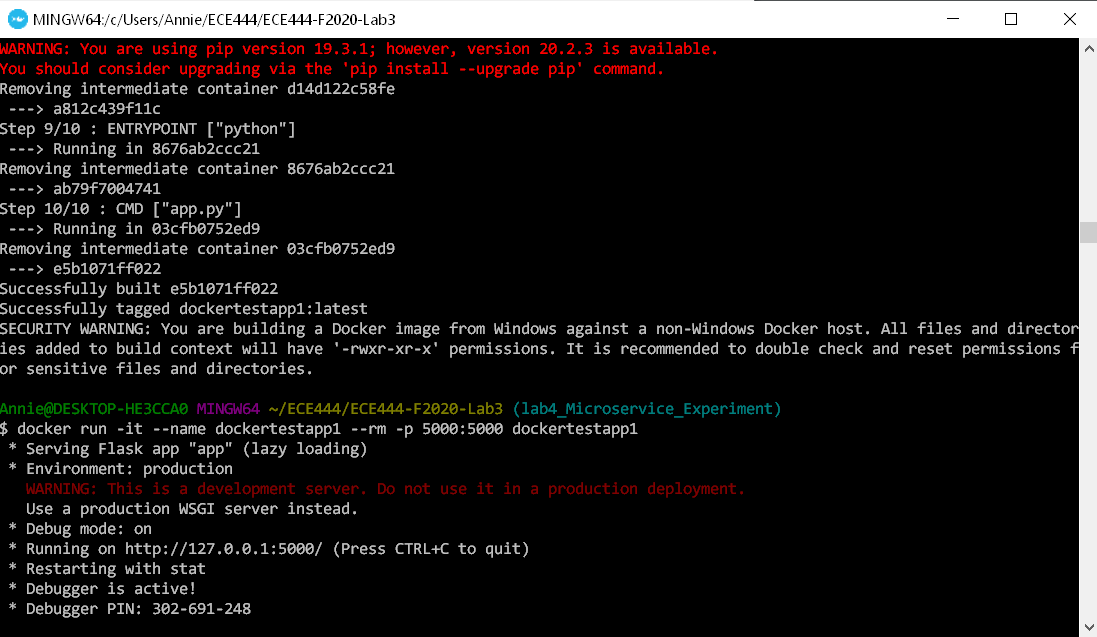 MINGW64:/c/Users/Annie/ECE444/ECE444-F2020-Lab3
WARNING: You are using pip version 19.3.1; however, version 20.2.3 is available.
You should consider upgrading via the 'pip install --upgrade pip' command.
Removing intermediate container d14d122c58fe
 ---> a812c439f11c
Step 9/10 : ENTRYPOINT ["python"]
 ---> Running in 8676ab2ccc21
Removing intermediate container 8676ab2ccc21
 ---> ab79f7004741
Step 10/10 : CMD ["app.py"]
 ---> Running in 03cfb0752ed9
Removing intermediate container 03cfb0752ed9
 ---> e5b1071ff022
Successfully built e5b1071ff022
Successfully tagged dockertestapp1:latest
SECURITY WARNING: You are building a Docker image from Windows against a non-Windows Docker host. All files and director
ies added to build context will have '-rwxr-xr-x' permissions. It is recommended to double check and reset permissions f
or sensitive files and directories.
Annie@DESKTOP-HE3CCA0 MINGW64 ~/ECE444/ECE444-F2020-Lab3 (lab4_Microservice_Experiment)
$ docker run -it --name dockertestapp1 --rm -p 5000:5000 dockertestapp1
 * Serving Flask app "app" (lazy loading)
 * Environment: production
   WARNING: This is a development server. Do not use it in a production deployment.
   Use a production WSGI server instead.
 * Debug mode: on
 * Running on http://127.0.0.1:5000/ (Press CTRL+C to quit)
 * Restarting with stat
 * Debugger is active!
 * Debugger PIN: 302-691-248